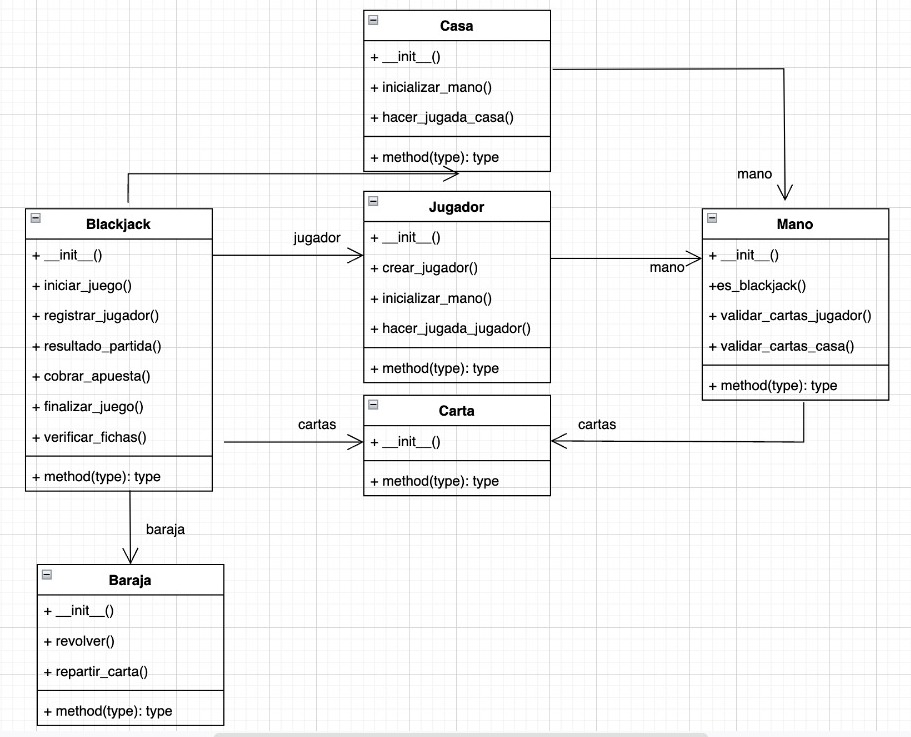 Casa
+ __init__()
+ inicializar_mano()
+ hacer_jugada_casa()
+ method(type): type
mano
Jugador
+ __init__()
+ crear_jugador()
+ inicializar_mano()
+ hacer_jugada_jugador()
+ method(type): type
jugador
mano
Blackjack
+ __init__()
+ iniciar_juego()
+ registrar_jugador()
+ resultado_partida()
+ cobrar_apuesta()
+ finalizar_juego()
+ verificar_fichas()
+ method(type): type
Mano
+ __init__()
+es_blackjack()
+ validar_cartas_jugador()
+ validar_cartas_casa()
+ method(type): type
cartas
Carta
+ __init__()
+ method(type): type
cartas
baraja
Baraja
+ __init__()
+ revolver()
+ repartir_carta()
+ method(type): type